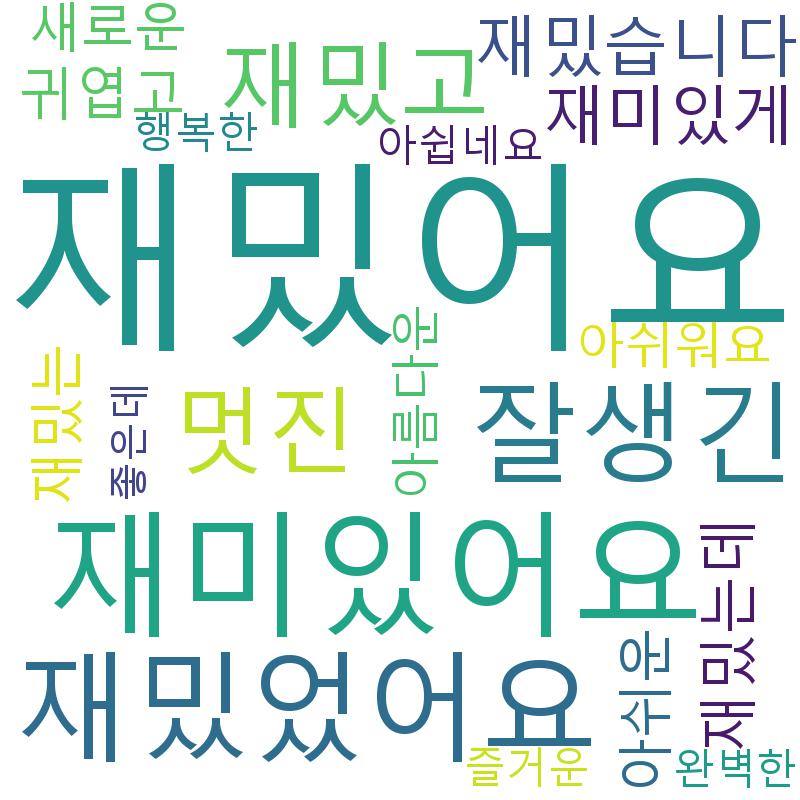 새로운
재밌습니다
귀엽고
재밌고
재미있게
행복한
아쉽네요
재밌어요
아쉬워요
재밌는
좋은데
멋진
아름다운
잘생긴
재미있어요
재밌는데
재밌었어요
아쉬운
즐거운
완벽한